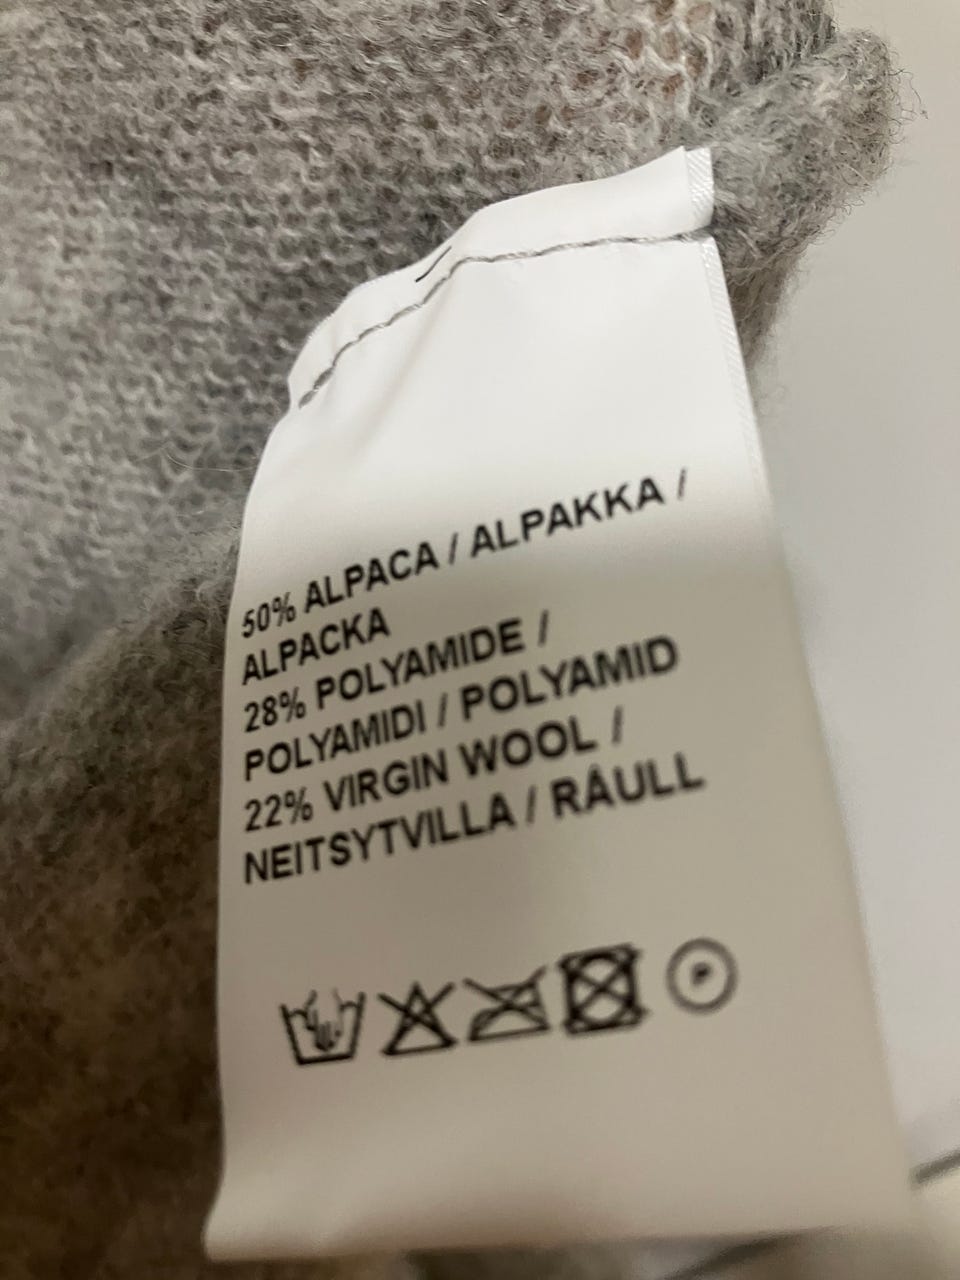 50% ALPACA / ALPAKKA /
ALPACKA
28% POLYAMIDE /
POLYAMIDI / POLYAMID
22% VIRGIN WOOL /
NEITSYTVILLA / RÅULL
P